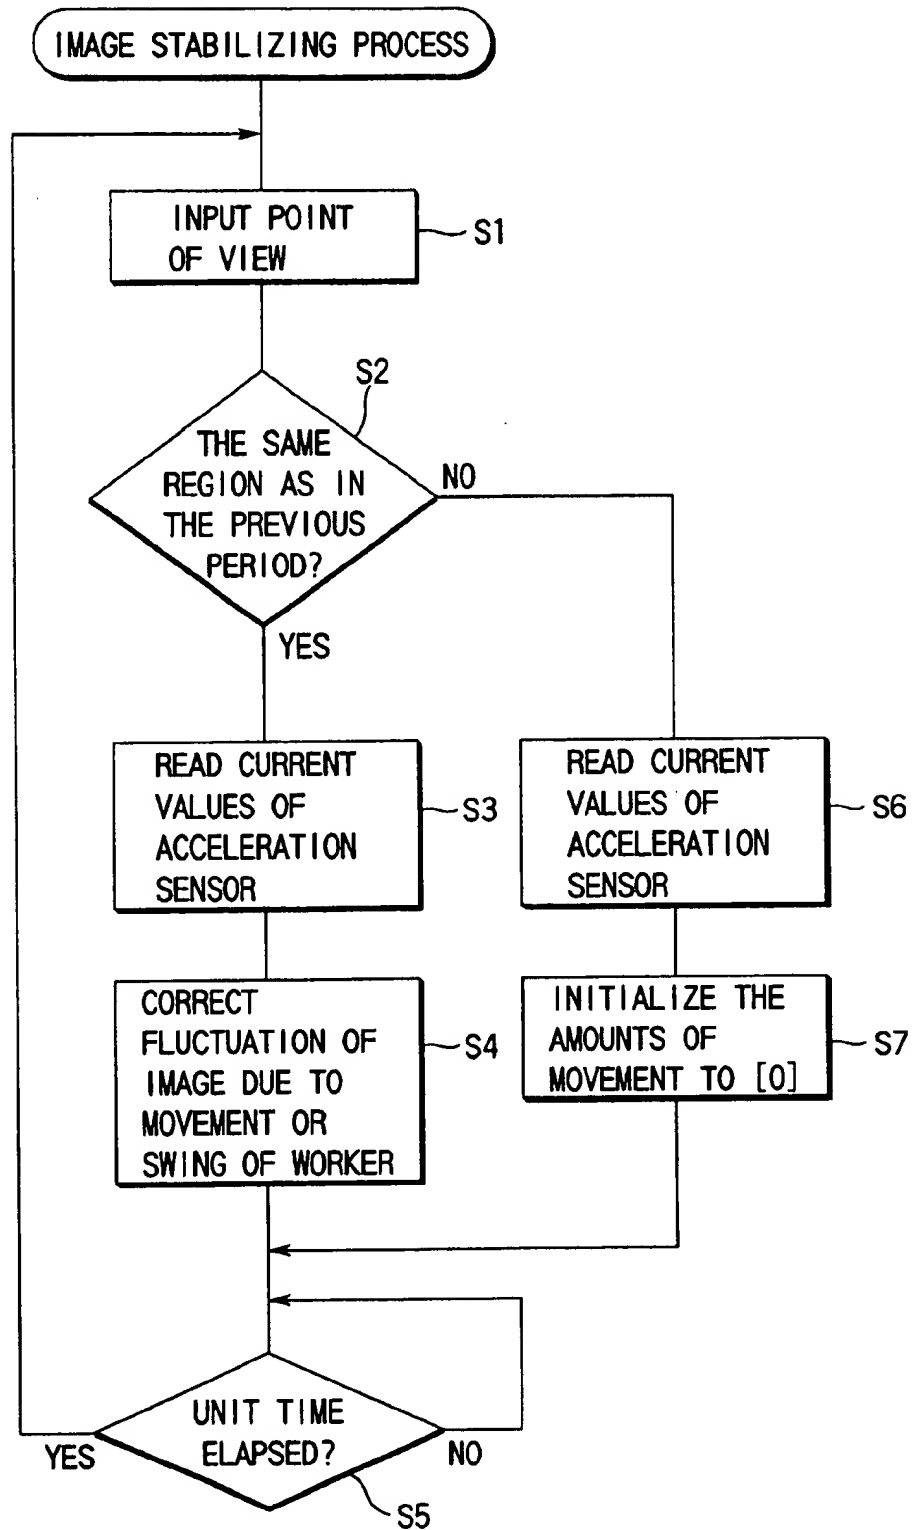 IMAGE STABILIZING PROCESS
INPUT POINT
OF VIEW
S1
S2
THE SAME
REGION AS IN
THE PREVIOUS
PERIOD?
NO
YES
READ CURRENT
VALUES OF
ACCELERATION
SENSOR
S3
READ CURRENT
VALUES OF
ACCELERATION
SENSOR
S6
CORRECT
FLUCTUATION OF
IMAGE DUE TO
MOVEMENT OR
SWING OF WORKER
S4
INITIALIZE THE
AMOUNTS OF
MOVEMENT TO [0]
S7
UNIT TIME
ELAPSED?
YES
NO
S5